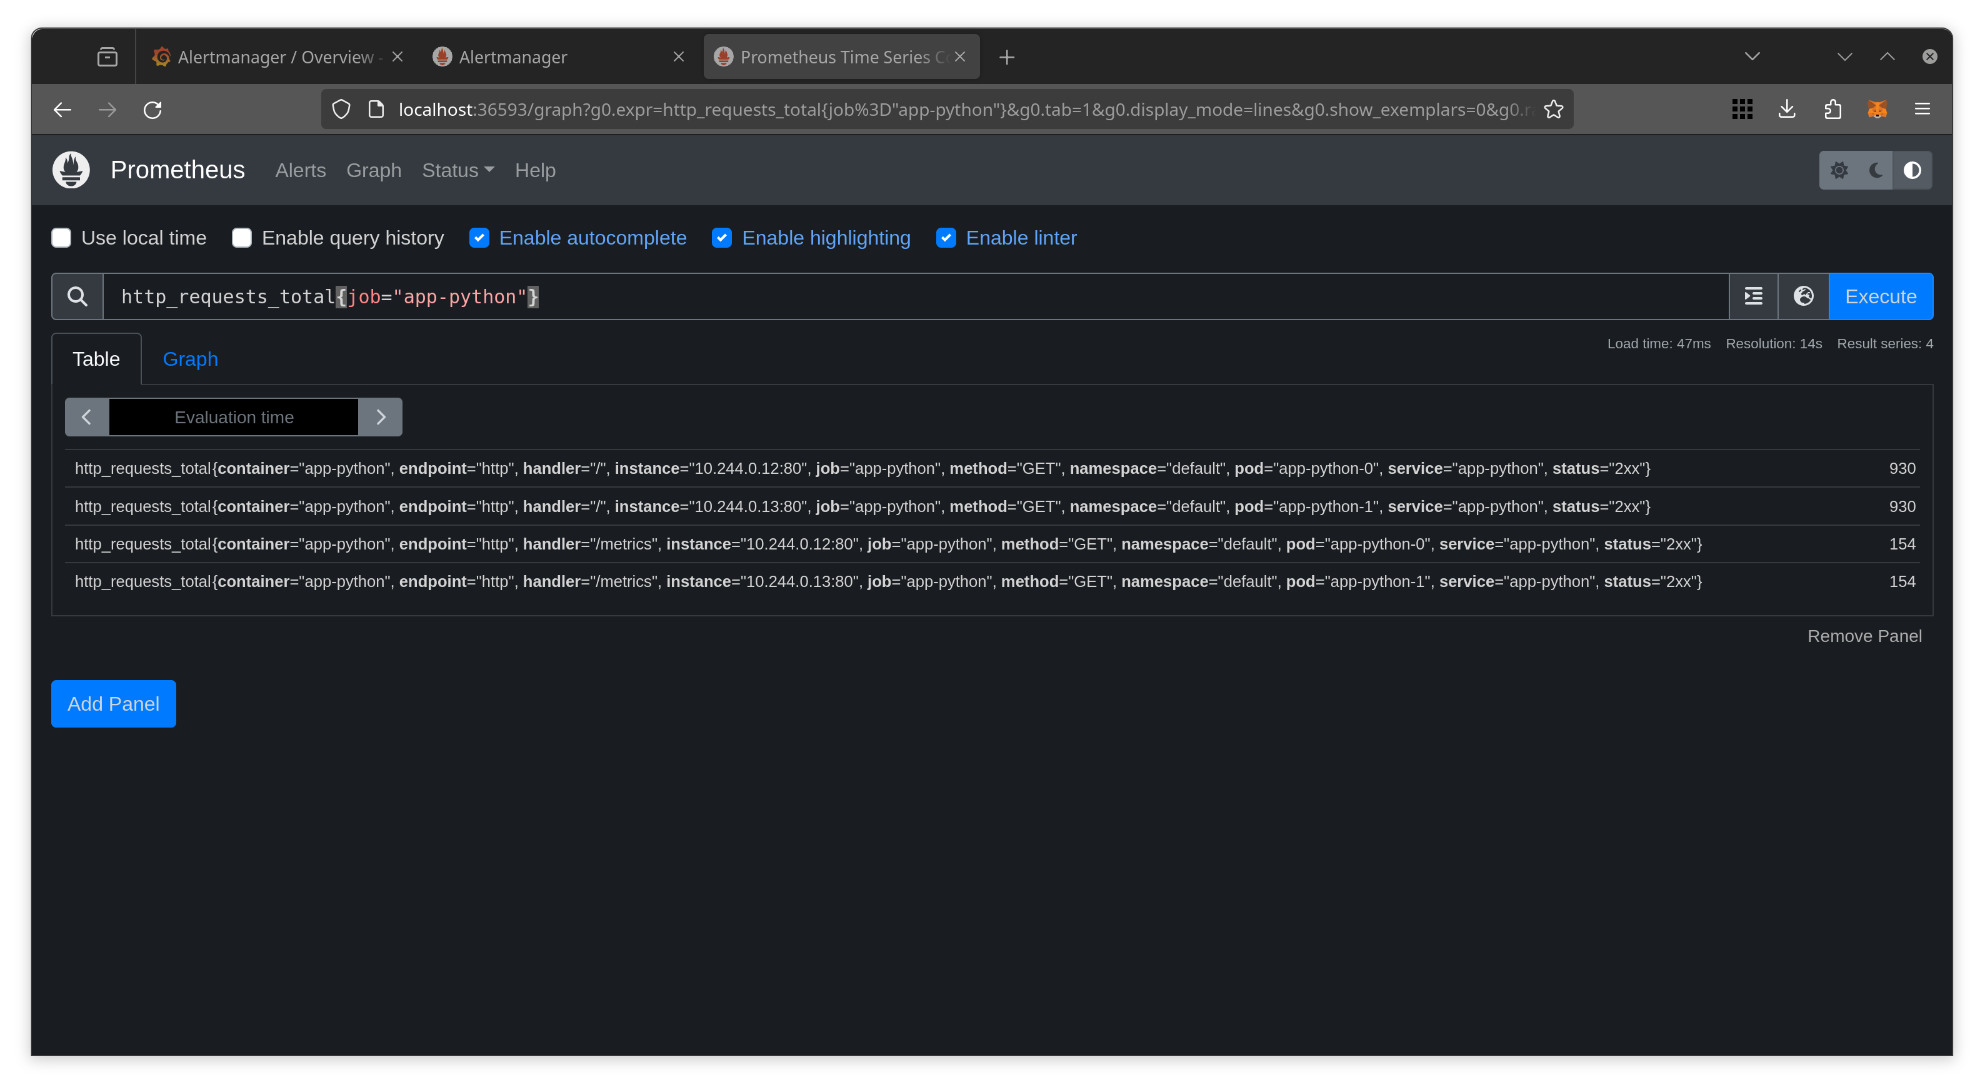 Alertmanager / Overview -
Alertmanager
Prometheus Time Series C
localhost:36593/graph?g0.expr=http_requests_total{job%3D"app-python"}&g0.tab=1&g0.display_mode=lines&g0.show_exemplars=0&g0.r
Prometheus Alerts Graph Status Help
Use local time Enable query history Enable autocomplete Enable highlighting Enable linter
http_requests_total{job="app-python"}
Execute
Table Graph
Load time: 47ms Resolution: 14s Result series: 4
Evaluation time
http_requests_total{container="app-python", endpoint="http", handler="/", instance="10.244.0.12:80", job="app-python", method="GET", namespace="default", pod="app-python-0", service="app-python", status="2xx"} 930
http_requests_total{container="app-python", endpoint="http", handler="/", instance="10.244.0.13:80", job="app-python", method="GET", namespace="default", pod="app-python-1", service="app-python", status="2xx"} 930
http_requests_total{container="app-python", endpoint="http", handler="/metrics", instance="10.244.0.12:80", job="app-python", method="GET", namespace="default", pod="app-python-0", service="app-python", status="2xx"} 154
http_requests_total{container="app-python", endpoint="http", handler="/metrics", instance="10.244.0.13:80", job="app-python", method="GET", namespace="default", pod="app-python-1", service="app-python", status="2xx"} 154
Remove Panel
Add Panel